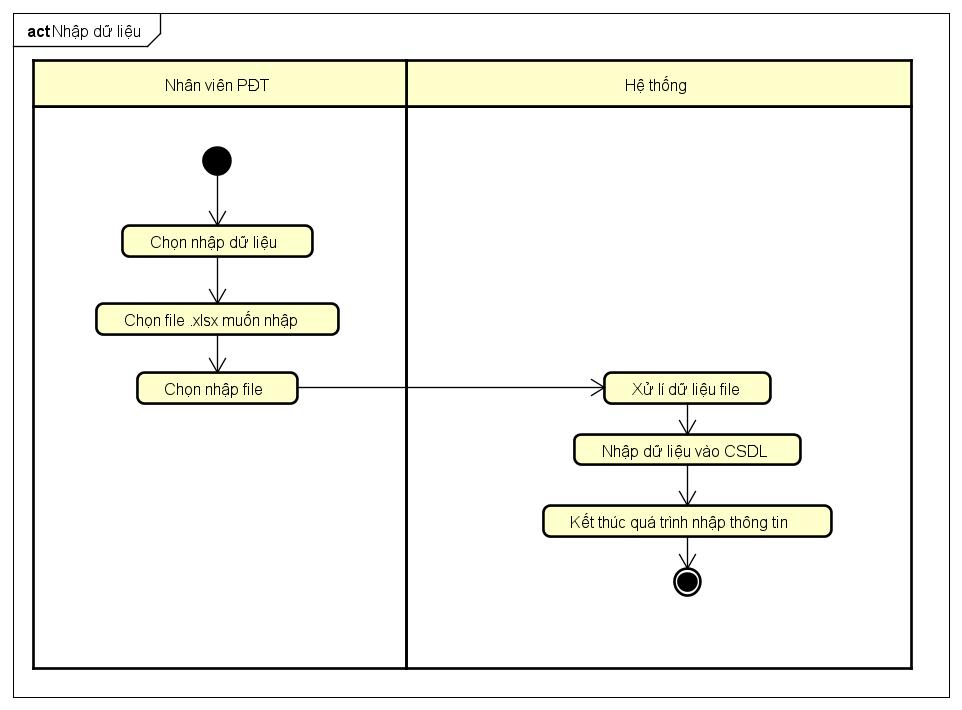 act Nhập dữ liệu
Nhân viên PĐT
Hệ thống
Chọn nhập dữ liệu
Chọn file .xlsx muốn nhập
Chọn nhập file
Xử lí dữ liệu file
Nhập dữ liệu vào CSDL
Kết thúc quá trình nhập thông tin